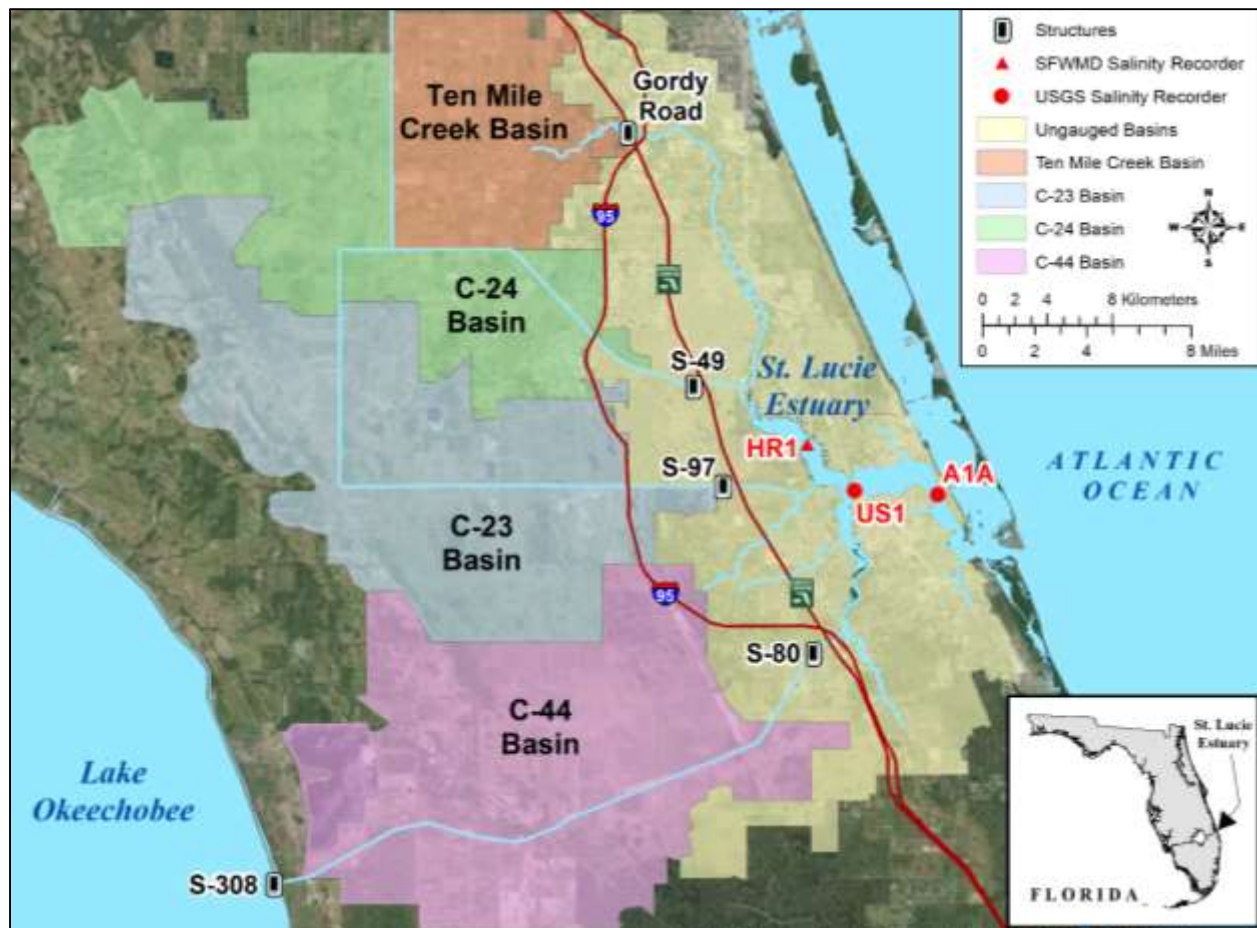 Structures
SFWMD Salinity Recorder
USGS Salinity Recorder
Ungauged Basins
Ten Mile Creek Basin
C-23 Basin
C-24 Basin
C-44 Basin
N
W
E
S
0 2 4 8 Kilometers
0 2 4 8 Miles
Ten Mile
Creek Basin
Gordy
Road
95
C-24
Basin
S-49
St. Lucie
Estuary
HR1
S-97
A1A
US1
ATLANTIC
OCEAN
C-23
Basin
95
S-80
C-44
Basin
Lake
Okeechobee
S-308
St. Lucie
Estuary
FLORIDA